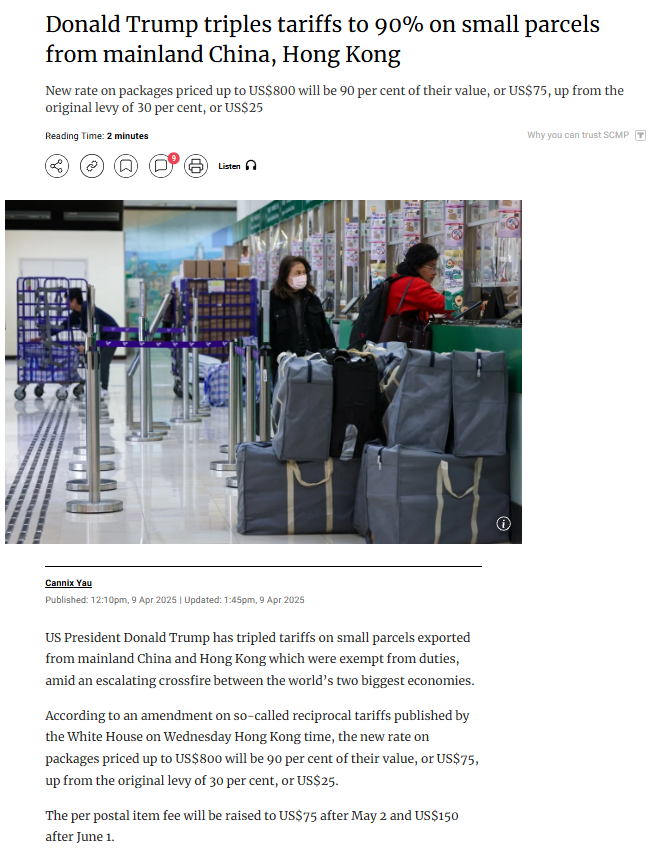 Donald Trump triples tariffs to 90% on small parcels
from mainland China, Hong Kong
New rate on packages priced up to US$800 will be 90 per cent of their value, or US$75, up from the
original levy of 30 per cent, or US$25
Reading Time: 2 minutes
Why you can trust SCMP
9
Listen
i
Cannix Yau
Published: 12:10pm, 9 Apr 2025 | Updated: 1:45pm, 9 Apr 2025
US President Donald Trump has tripled tariffs on small parcels exported
from mainland China and Hong Kong which were exempt from duties,
amid an escalating crossfire between the world’s two biggest economies.
According to an amendment on so-called reciprocal tariffs published by
the White House on Wednesday Hong Kong time, the new rate on
packages priced up to US$800 will be 90 per cent of their value, or US$75,
up from the original levy of 30 per cent, or US$25.
The per postal item fee will be raised to US$75 after May 2 and US$150
after June 1.